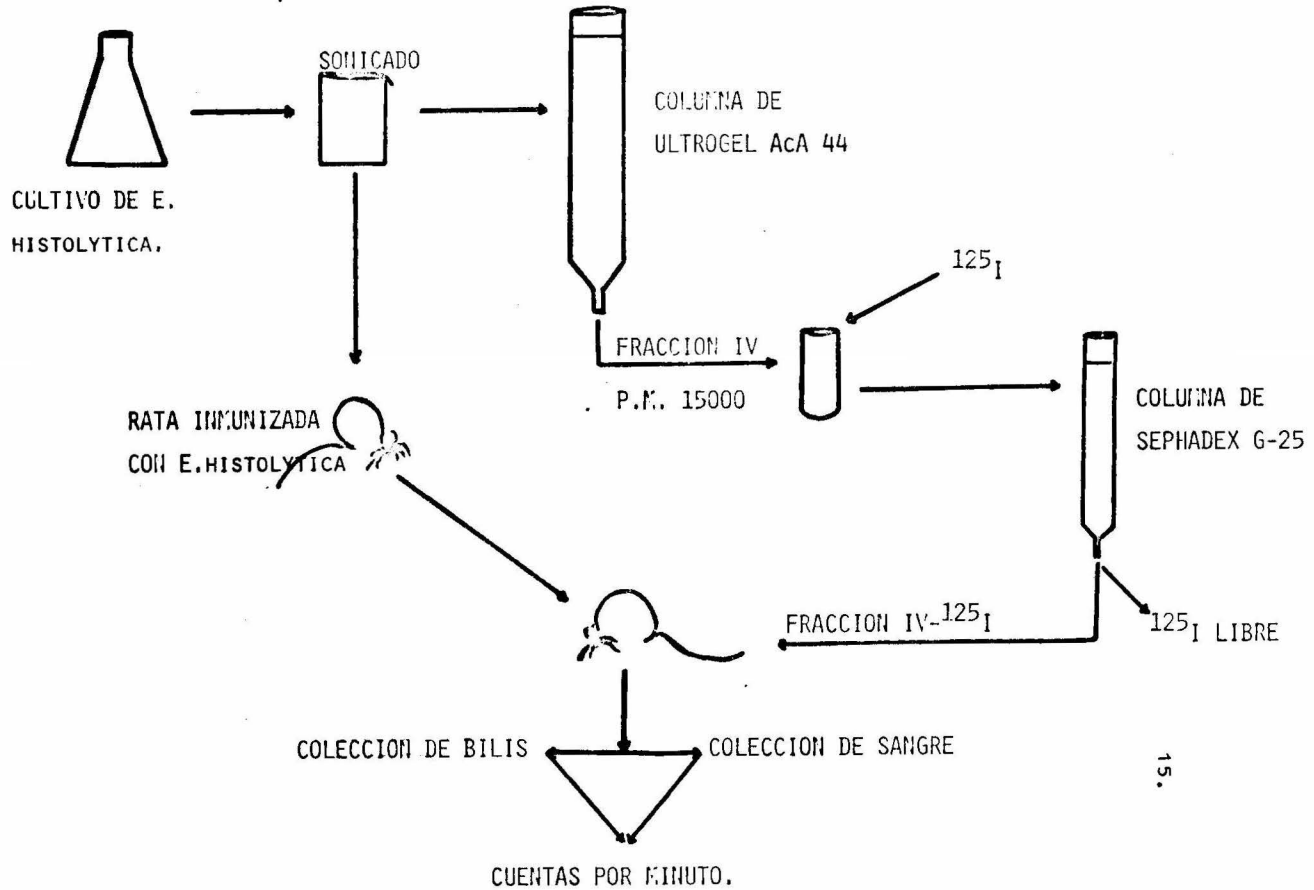 SONICADO
COLUMNA DE
ULTROGEL AcA 44
CULTIVO DE E.
HISTOLYTICA.
125I
FRACCION IV
P.M. 15000
COLUMNA DE
SEPHADEX G-25
RATA INMUNIZADA
CON E.HISTOLYTICA
FRACCION IV-125I
125I LIBRE
COLECCION DE BILIS
COLECCION DE SANGRE
15.
CUENTAS POR MINUTO.